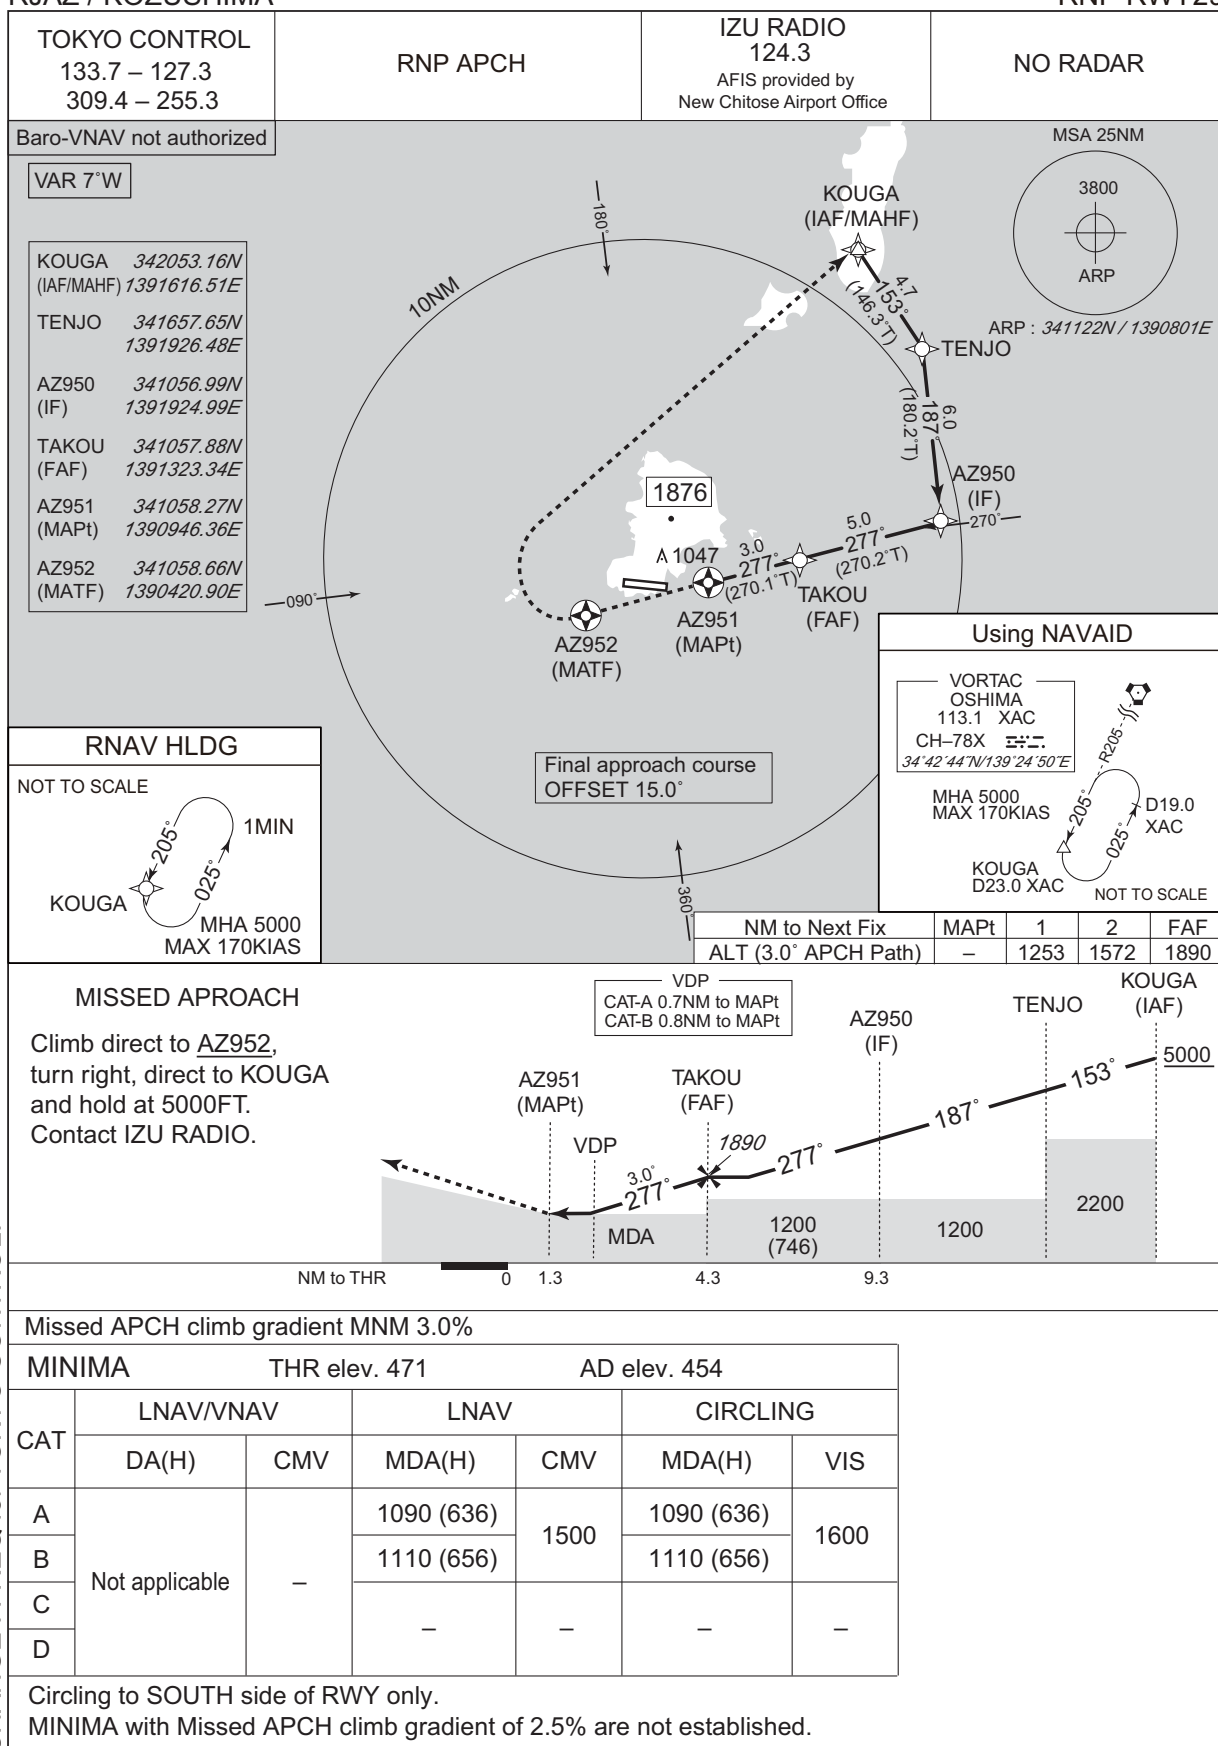 RJAZ / KOZUSHIMA
TOKYO CONTROL
133.7 – 127.3
309.4 – 255.3
RNP APCH
IZU RADIO
124.3
AFIS provided by
New Chitose Airport Office
NO RADAR
Baro-VNAV not authorized
VAR 7°W
KOUGA 342053.16N
(IAF/MAHF) 1391616.51E
TENJO 341657.65N
1391926.48E
AZ950 341056.99N
(IF) 1391924.99E
TAKOU 341057.88N
(FAF) 1391323.34E
AZ951 341058.27N
(MAPt) 1390946.36E
AZ952 341058.66N
(MATF) 1390420.90E
MSA 25NM
3800
ARP
ARP : 341122N / 1390801E
180°
10NM
KOUGA
(IAF/MAHF)
4.7
153°
(146.3°T)
TENJO
6.0
187°
(180.2°T)
AZ950
(IF)
270°
5.0
277°
(270.2°T)
TAKOU
(FAF)
3.0
277°
(270.1°T)
1876
1047
AZ951
(MAPt)
AZ952
(MATF)
090°
360°
Final approach course
OFFSET 15.0°
RNAV HLDG
NOT TO SCALE
205°
1MIN
025°
KOUGA
MHA 5000
MAX 170KIAS
Using NAVAID
VORTAC
OSHIMA
113.1 XAC
CH–78X
34°42′44″N/139°24′50″E
R205
MHA 5000
MAX 170KIAS
205°
025°
D19.0
XAC
KOUGA
D23.0 XAC
NOT TO SCALE
NM to Next Fix MAPt 1 2 FAF
ALT (3.0° APCH Path) – 1253 1572 1890
MISSED APROACH
Climb direct to AZ952,
turn right, direct to KOUGA
and hold at 5000FT.
Contact IZU RADIO.
VDP
CAT-A 0.7NM to MAPt
CAT-B 0.8NM to MAPt
AZ951
(MAPt)
VDP
TAKOU
(FAF)
AZ950
(IF)
TENJO
KOUGA
(IAF)
5000
153°
187°
277°
1890
3.0°
277°
MDA
1200
(746)
1200
2200
NM to THR 0 1.3 4.3 9.3
Missed APCH climb gradient MNM 3.0%
MINIMA THR elev. 471 AD elev. 454
CAT LNAV/VNAV LNAV CIRCLING
DA(H) CMV MDA(H) CMV MDA(H) VIS
A Not applicable – 1090 (636) 1500 1090 (636) 1600
B 1110 (656) 1110 (656)
C – – – –
D
Circling to SOUTH side of RWY only.
MINIMA with Missed APCH climb gradient of 2.5% are not established.